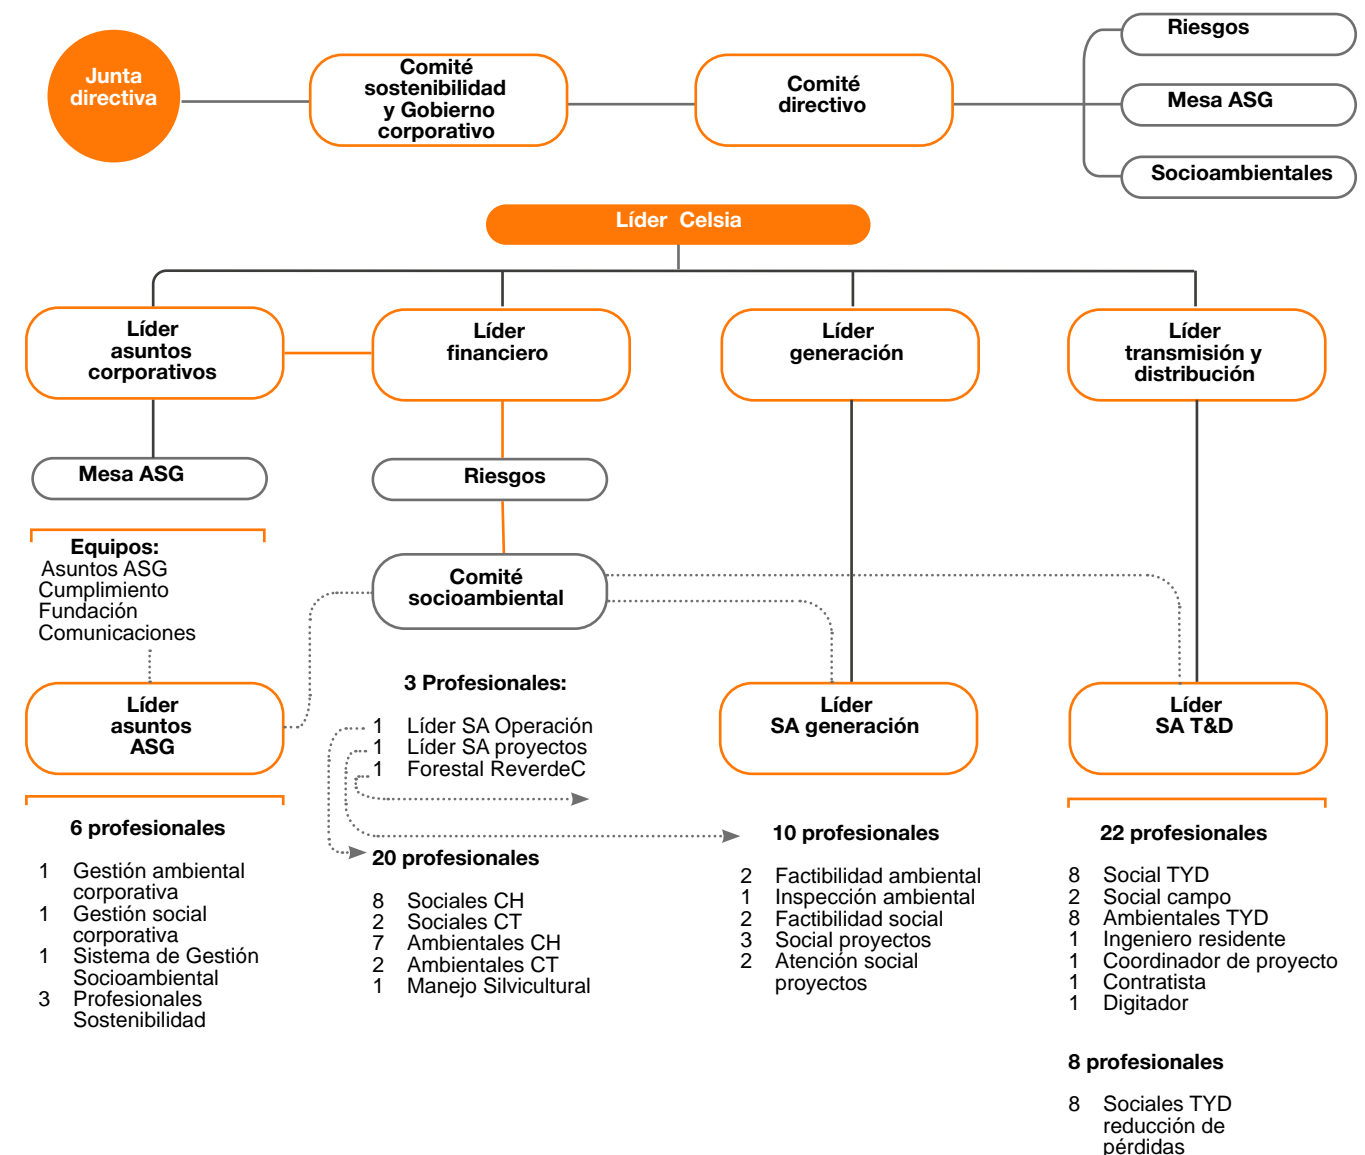 Junta
directiva
Comité
sostenibilidad
y Gobierno
corporativo
Comité
directivo
Riesgos
Mesa ASG
Socioambientales
Líder Celsia
Líder
asuntos
corporativos
Líder
financiero
Líder
generación
Líder
transmisión y
distribución
Mesa ASG
Riesgos
Equipos:
Asuntos ASG
Cumplimiento
Fundación
Comunicaciones
Comité
socioambiental
Líder
asuntos
ASG
3 Profesionales:
1 Líder SA Operación
1 Líder SA proyectos
1 Forestal ReverdeC
Líder
SA generación
Líder
SA T&D
6 profesionales
1 Gestión ambiental
corporativa
1 Gestión social
corporativa
1 Sistema de Gestión
Socioambiental
3 Profesionales
Sostenibilidad
20 profesionales
8 Sociales CH
2 Sociales CT
7 Ambientales CH
2 Ambientales CT
1 Manejo Silvicultural
10 profesionales
2 Factibilidad ambiental
1 Inspección ambiental
2 Factibilidad social
3 Social proyectos
2 Atención social
proyectos
22 profesionales
8 Social TYD
2 Social campo
8 Ambientales TYD
1 Ingeniero residente
1 Coordinador de proyecto
1 Contratista
1 Digitador
8 profesionales
8 Sociales TYD
reducción de
pérdidas